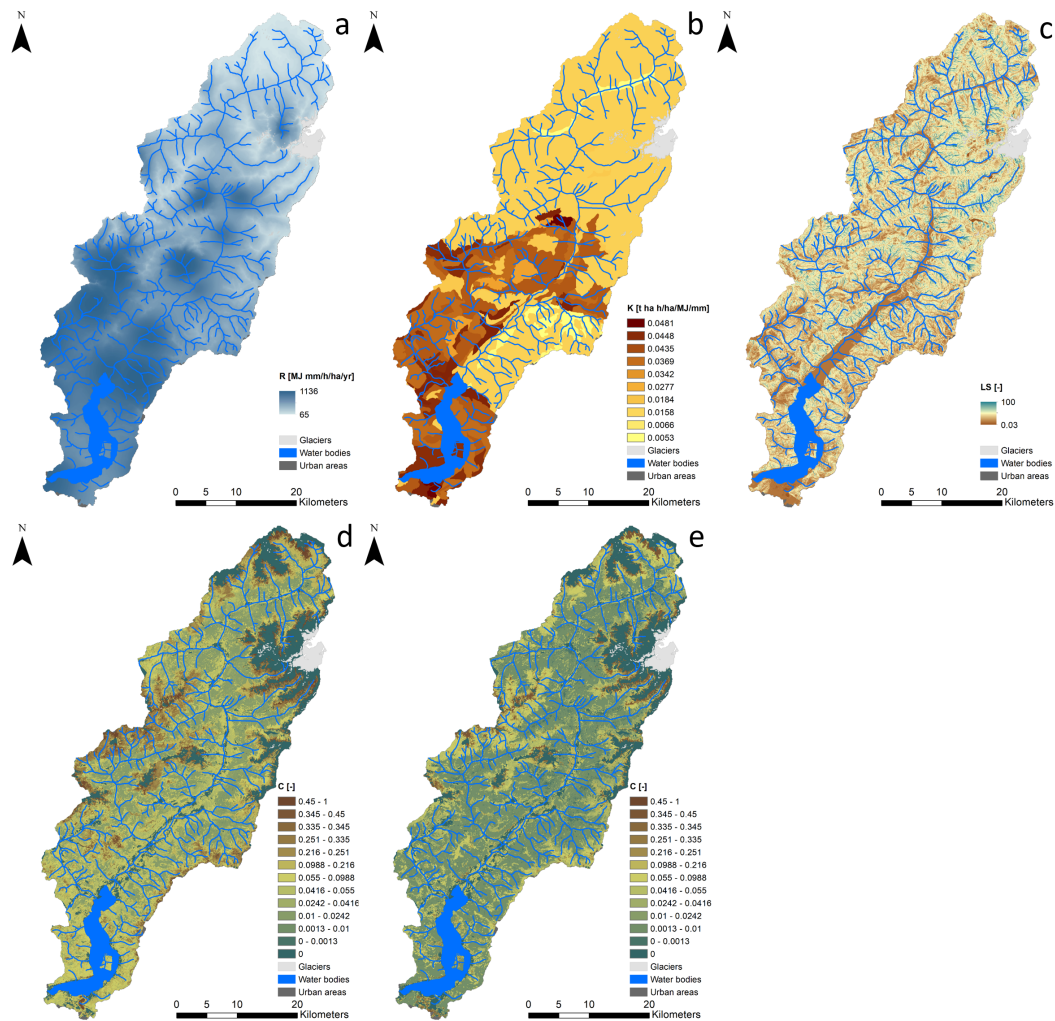 N
a
R [MJ mm/h/ha/yr]
1136
65
Glaciers
Water bodies
Urban areas
0 5 10 20
Kilometers
N
b
K [t ha h/ha/MJ/mm]
0.0481
0.0448
0.0435
0.0369
0.0342
0.0277
0.0184
0.0158
0.0066
0.0053
Glaciers
Water bodies
Urban areas
0 5 10 20
Kilometers
N
c
LS [-]
100
0.03
Glaciers
Water bodies
Urban areas
0 5 10 20
Kilometers
N
d
C [-]
0.45 - 1
0.345 - 0.45
0.335 - 0.345
0.251 - 0.335
0.216 - 0.251
0.0988 - 0.216
0.055 - 0.0988
0.0416 - 0.055
0.0242 - 0.0416
0.01 - 0.0242
0.0013 - 0.01
0 - 0.0013
0
Glaciers
Water bodies
Urban areas
0 5 10 20
Kilometers
N
e
C [-]
0.45 - 1
0.345 - 0.45
0.335 - 0.345
0.251 - 0.335
0.216 - 0.251
0.0988 - 0.216
0.055 - 0.0988
0.0416 - 0.055
0.0242 - 0.0416
0.01 - 0.0242
0.0013 - 0.01
0 - 0.0013
0
Glaciers
Water bodies
Urban areas
0 5 10 20
Kilometers